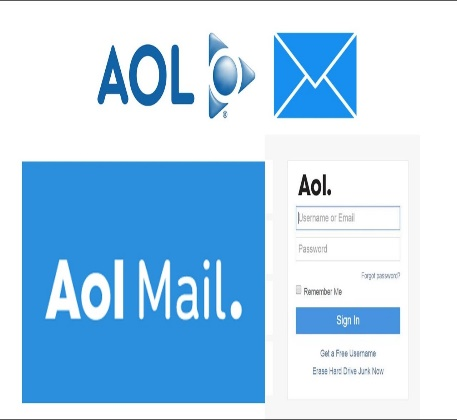 AOL
®
Aol Mail.
Aol.
Username or Email
Password
Forgot password?
Remember Me
Sign In
Get a Free Username
Erase Hard Drive Junk Now